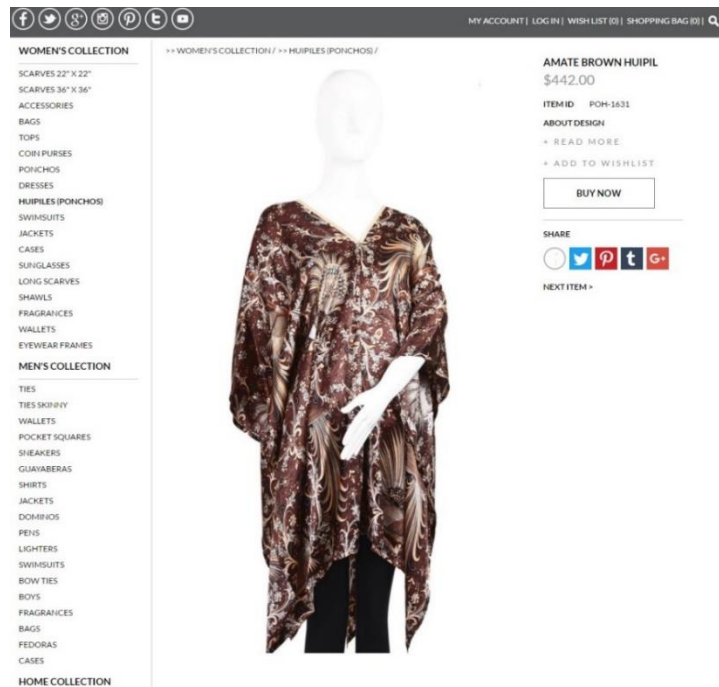 MY ACCOUNT | LOG IN | WISH LIST (0) | SHOPPING BAG (0) |
WOMEN'S COLLECTION
SCARVES 22" X 22"
SCARVES 36" X 36"
ACCESSORIES
BAGS
TOPS
COIN PURSES
PONCHOS
DRESSES
HUIPILES (PONCHOS)
SWIMSUITS
JACKETS
CASES
SUNGLASSES
LONG SCARVES
SHAWLS
FRAGRANCES
WALLETS
EYEWEAR FRAMES
MEN'S COLLECTION
TIES
TIES SKINNY
WALLETS
POCKET SQUARES
SNEAKERS
GUAYABERAS
SHIRTS
JACKETS
DOMINOS
PENS
LIGHTERS
SWIMSUITS
BOW TIES
BOYS
FRAGRANCES
BAGS
FEDORAS
CASES
HOME COLLECTION
>> WOMEN'S COLLECTION / >> HUIPILES (PONCHOS) /
AMATE BROWN HUIPIL
$442.00
ITEM ID POH-1631
ABOUT DESIGN
+ READ MORE
+ ADD TO WISHLIST
BUY NOW
SHARE
NEXT ITEM >